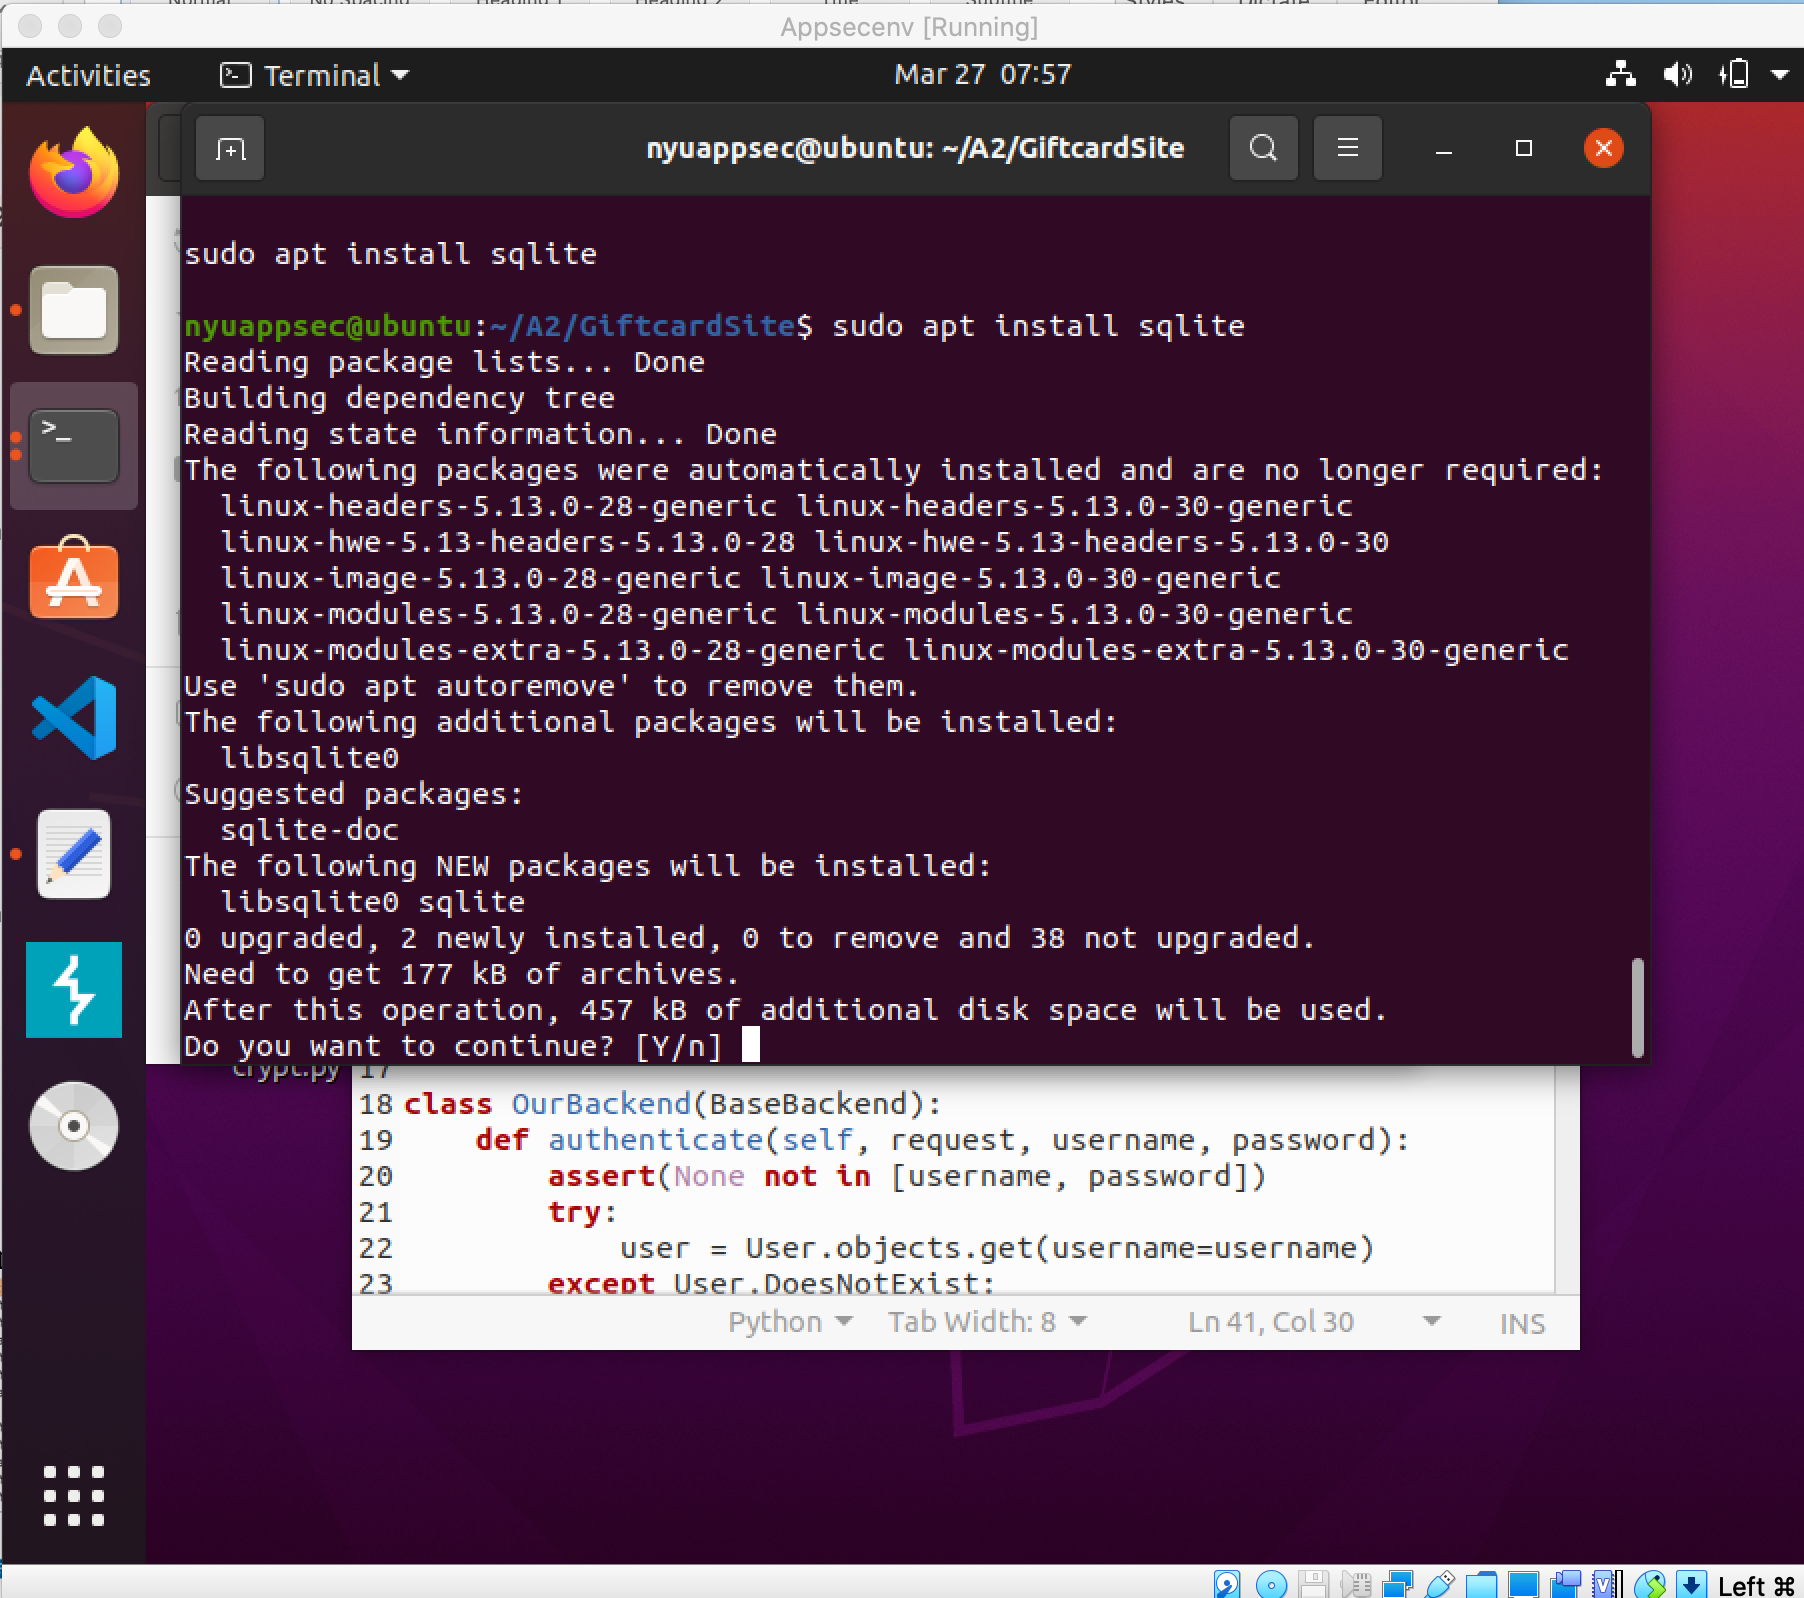 Appsecenv [Running]
Activities
Terminal
Mar 27 07:57
nyuappsec@ubuntu: ~/A2/GiftcardSite
sudo apt install sqlite
nyuappsec@ubuntu:~/A2/GiftcardSite$ sudo apt install sqlite
Reading package lists... Done
Building dependency tree
Reading state information... Done
The following packages were automatically installed and are no longer required:
linux-headers-5.13.0-28-generic linux-headers-5.13.0-30-generic
linux-hwe-5.13-headers-5.13.0-28 linux-hwe-5.13-headers-5.13.0-30
linux-image-5.13.0-28-generic linux-image-5.13.0-30-generic
linux-modules-5.13.0-28-generic linux-modules-5.13.0-30-generic
linux-modules-extra-5.13.0-28-generic linux-modules-extra-5.13.0-30-generic
Use 'sudo apt autoremove' to remove them.
The following additional packages will be installed:
libsqlite0
Suggested packages:
sqlite-doc
The following NEW packages will be installed:
libsqlite0 sqlite
0 upgraded, 2 newly installed, 0 to remove and 38 not upgraded.
Need to get 177 kB of archives.
After this operation, 457 kB of additional disk space will be used.
Do you want to continue? [Y/n]
crypt.py
17
18 class OurBackend(BaseBackend):
19 def authenticate(self, request, username, password):
20 assert(None not in [username, password])
21 try:
22 user = User.objects.get(username=username)
23 except User.DoesNotExist:
Python
Tab Width: 8
Ln 41, Col 30
INS
Left ⌘